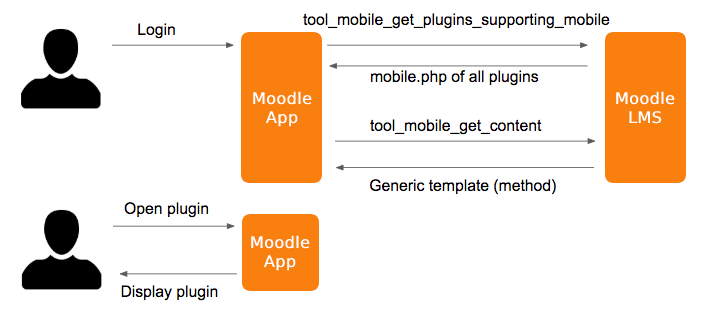 Login
tool_mobile_get_plugins_supporting_mobile
mobile.php of all plugins
Moodle
App
Moodle
LMS
tool_mobile_get_content
Generic template (method)
Open plugin
Moodle
App
Display plugin